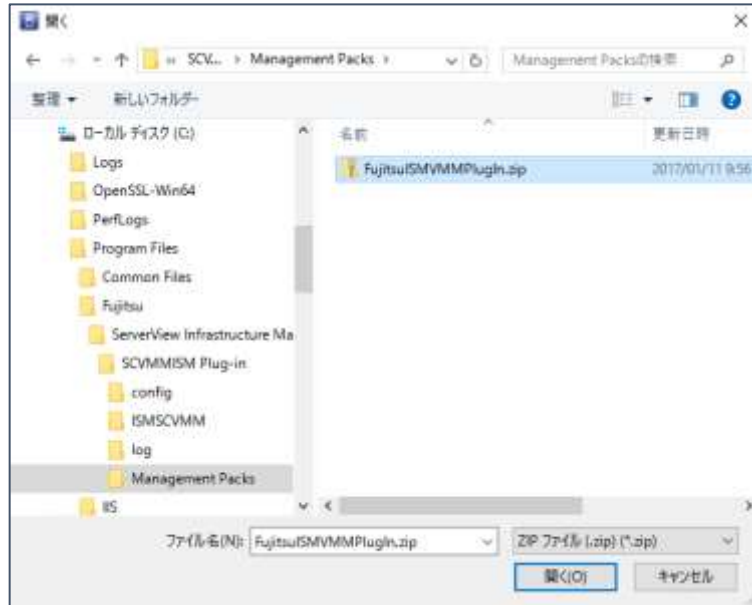 開く
SCV... › Management Packs ›
Management Packsの検索
整理
新しいフォルダー
ローカル ディスク (C:)
Logs
OpenSSL-Win64
PerfLogs
Program Files
Common Files
Fujitsu
ServerView Infrastructure Ma
SCVMMISM Plug-in
config
ISMSCVMM
log
Management Packs
IIS
名前
更新日時
FujitsuISMVMMPlugIn.zip
2017/01/11 9:56
ファイル名(N):
FujitsuISMVMMPlugIn.zip
ZIP ファイル (.zip) (*.zip)
開く(O)
キャンセル